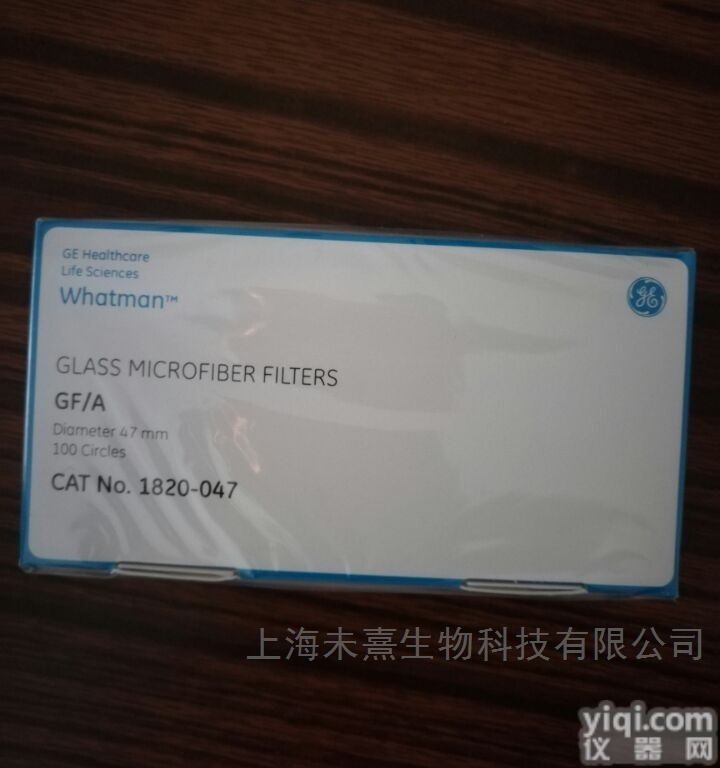 GE Healthcare
Life Sciences
Whatman™
GE
GLASS MICROFIBER FILTERS
GF/A
Diameter 47 mm
100 Circles
CAT No. 1820-047
上海未熹生物科技有限公司
yiqi.com
仪器网